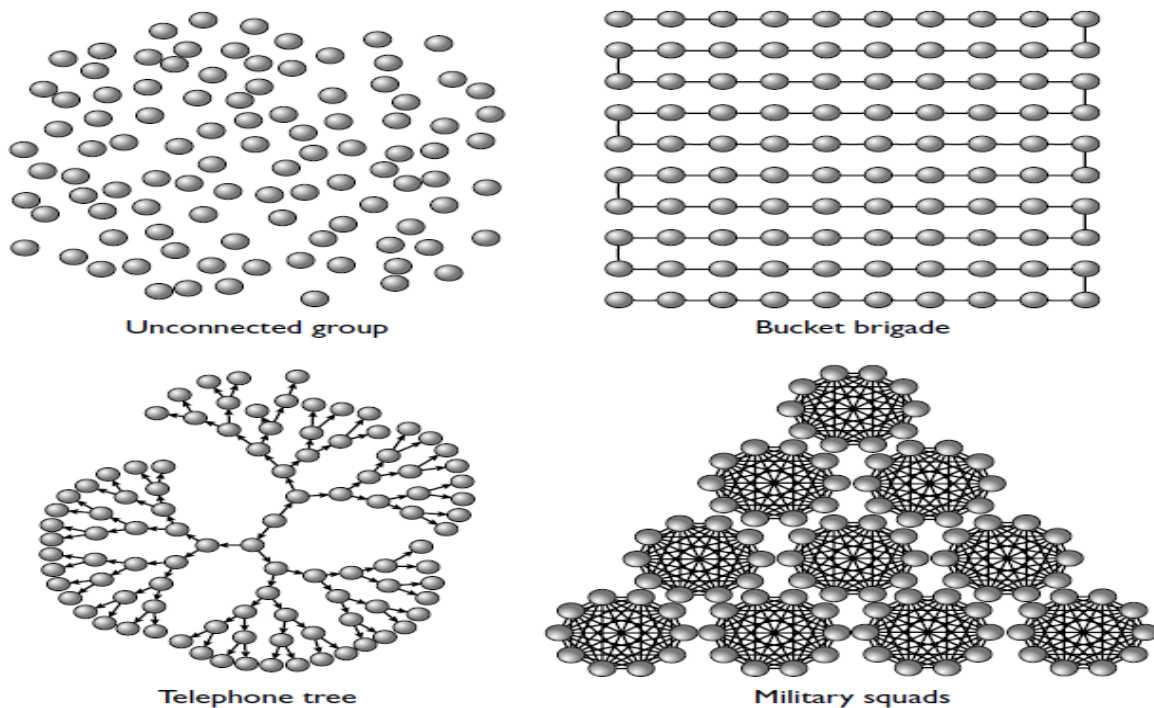 Unconnected group
Bucket brigade
Telephone tree
Military squads